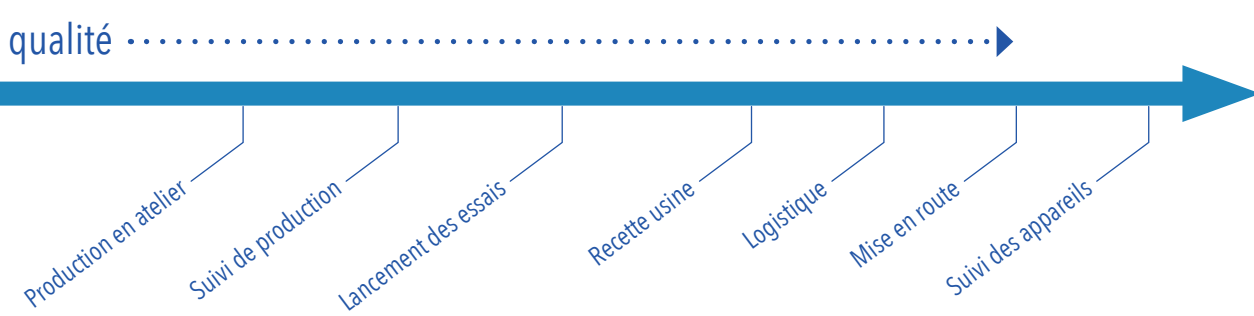 qualité
Production en atelier
Suivi de production
Lancement des essais
Recette usine
Logistique
Mise en route
Suivi des appareils